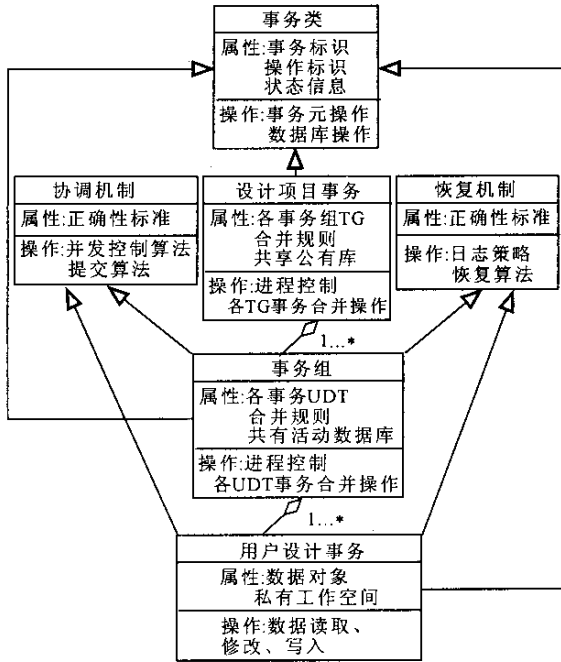 事务类
属性:事务标识
操作标识
状态信息
操作:事务元操作
数据库操作
协调机制
属性:正确性标准
操作:并发控制算法
提交算法
设计项目事务
属性:各事务组TG
合并规则
共享公有库
操作:进程控制
各TG事务合并操作
恢复机制
属性:正确性标准
操作:日志策略
恢复算法
1...*
事务组
属性:各事务UDT
合并规则
共有活动数据库
操作:进程控制
各UDT事务合并操作
1...*
用户设计事务
属性:数据对象
私有工作空间
操作:数据读取、
修改、写入